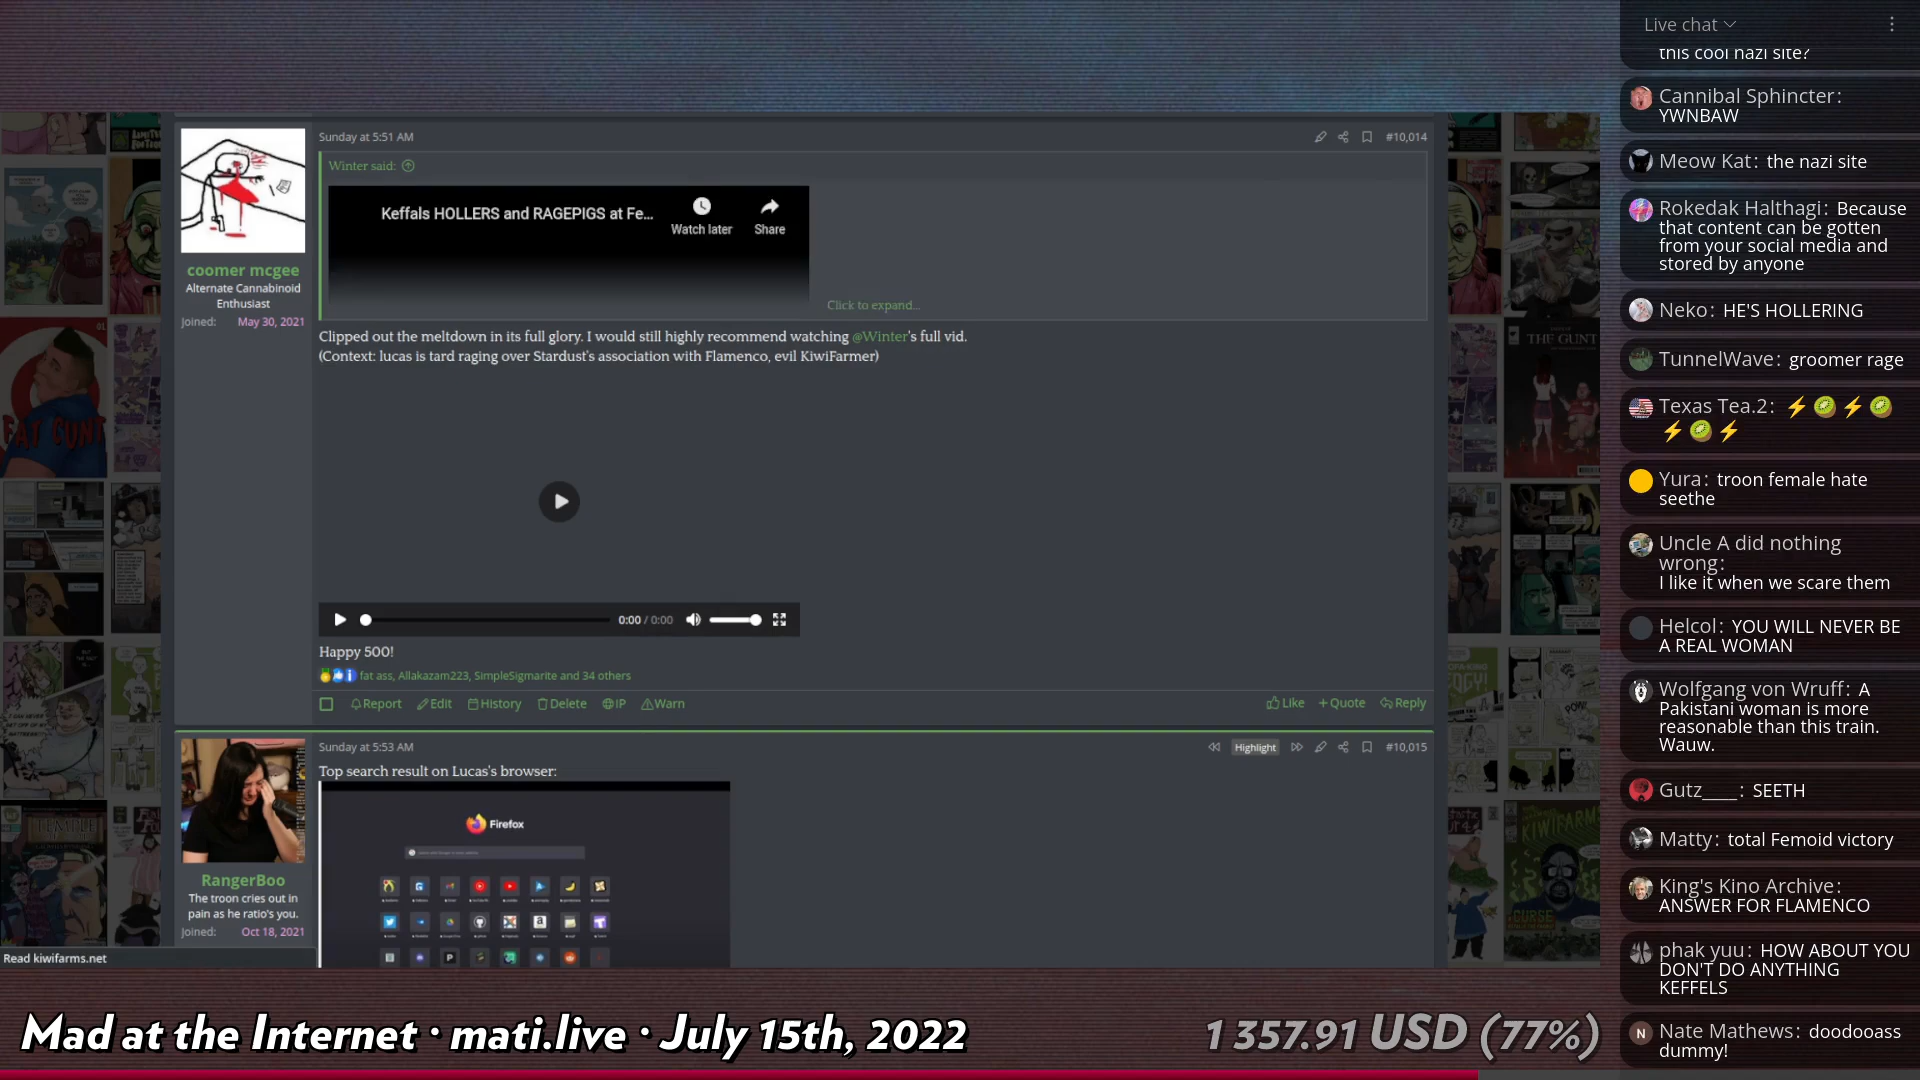 Sunday at 5:51 AM
#10,014
Winter said:
Keffals HOLLERS and RAGEPIGS at Fe...
Watch later
Share
Click to expand...
coomer mcgee
Alternate Cannabinoid
Enthusiast
Joined: May 30, 2021
Clipped out the meltdown in its full glory. I would still highly recommend watching @Winter's full vid.
(Context: lucas is tard raging over Stardust's association with Flamenco, evil KiwiFarmer)
0:00 / 0:00
Happy 500!
fat ass, Allakazam223, SimpleSigmarite and 34 others
Report Edit History Delete IP Warn
Like +Quote Reply
Sunday at 5:53 AM
Highlight
#10,015
Top search result on Lucas's browser:
Firefox
RangerBoo
The troon cries out in
pain as he ratio's you.
Joined: Oct 18, 2021
Read kiwifarms.net
FAT CUNT
THE GUNT
KIWIFARMS
CURSE
Mad at the Internet · mati.live · July 15th, 2022
1 357.91 USD (77%)
Live chat
this cool nazi site?
Cannibal Sphincter:
YWNBAW
Meow Kat: the nazi site
Rokedak Halthagi: Because
that content can be gotten
from your social media and
stored by anyone
Neko: HE'S HOLLERING
TunnelWave: groomer rage
Texas Tea.2: ⚡🥝⚡🥝
⚡🥝⚡
Yura: troon female hate
seethe
Uncle A did nothing
wrong:
I like it when we scare them
Helcol: YOU WILL NEVER BE
A REAL WOMAN
Wolfgang von Wruff: A
Pakistani woman is more
reasonable than this train.
Wauw.
Gutz____: SEETH
Matty: total Femoid victory
King's Kino Archive:
ANSWER FOR FLAMENCO
phak yuu: HOW ABOUT YOU
DON'T DO ANYTHING
KEFFELS
N
Nate Mathews: doodooass
dummy!